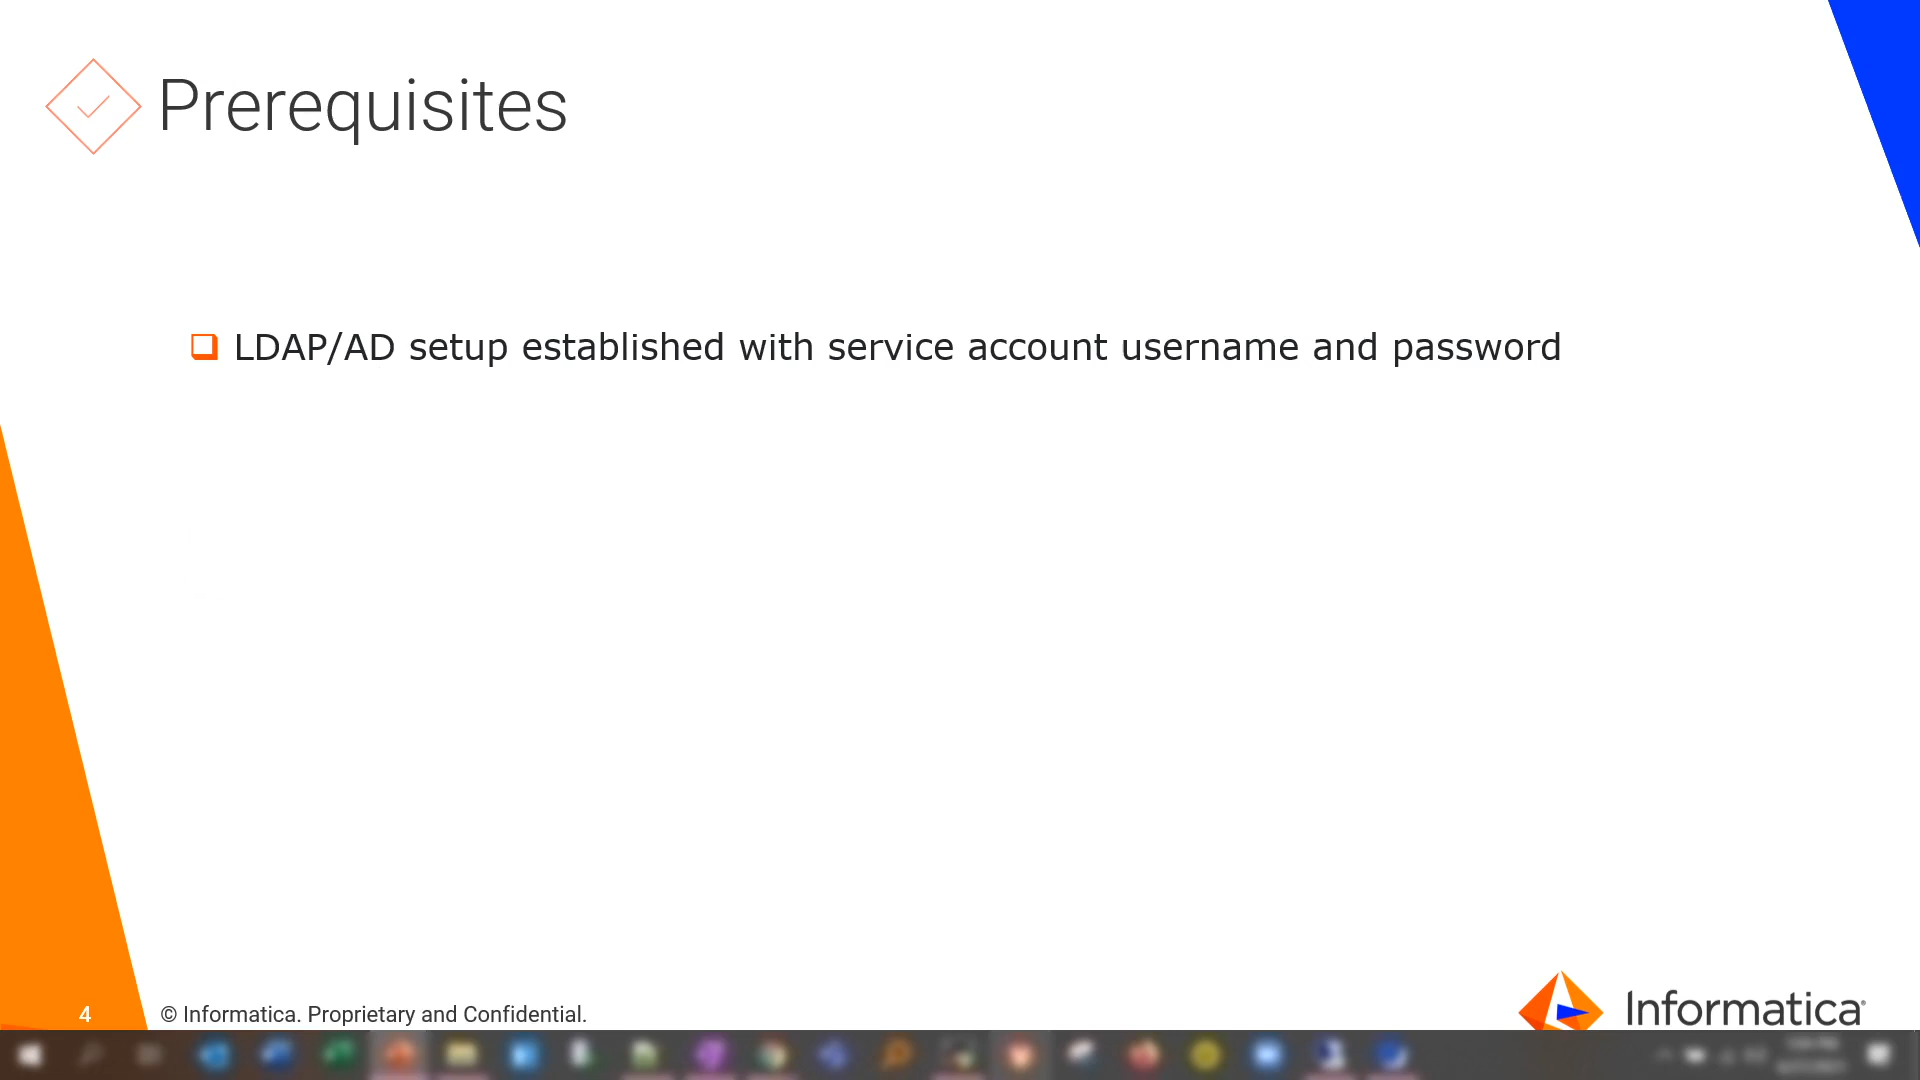 Prerequisites
LDAP/AD setup established with service account username and password
4
© Informatica. Proprietary and Confidential.
Informatica